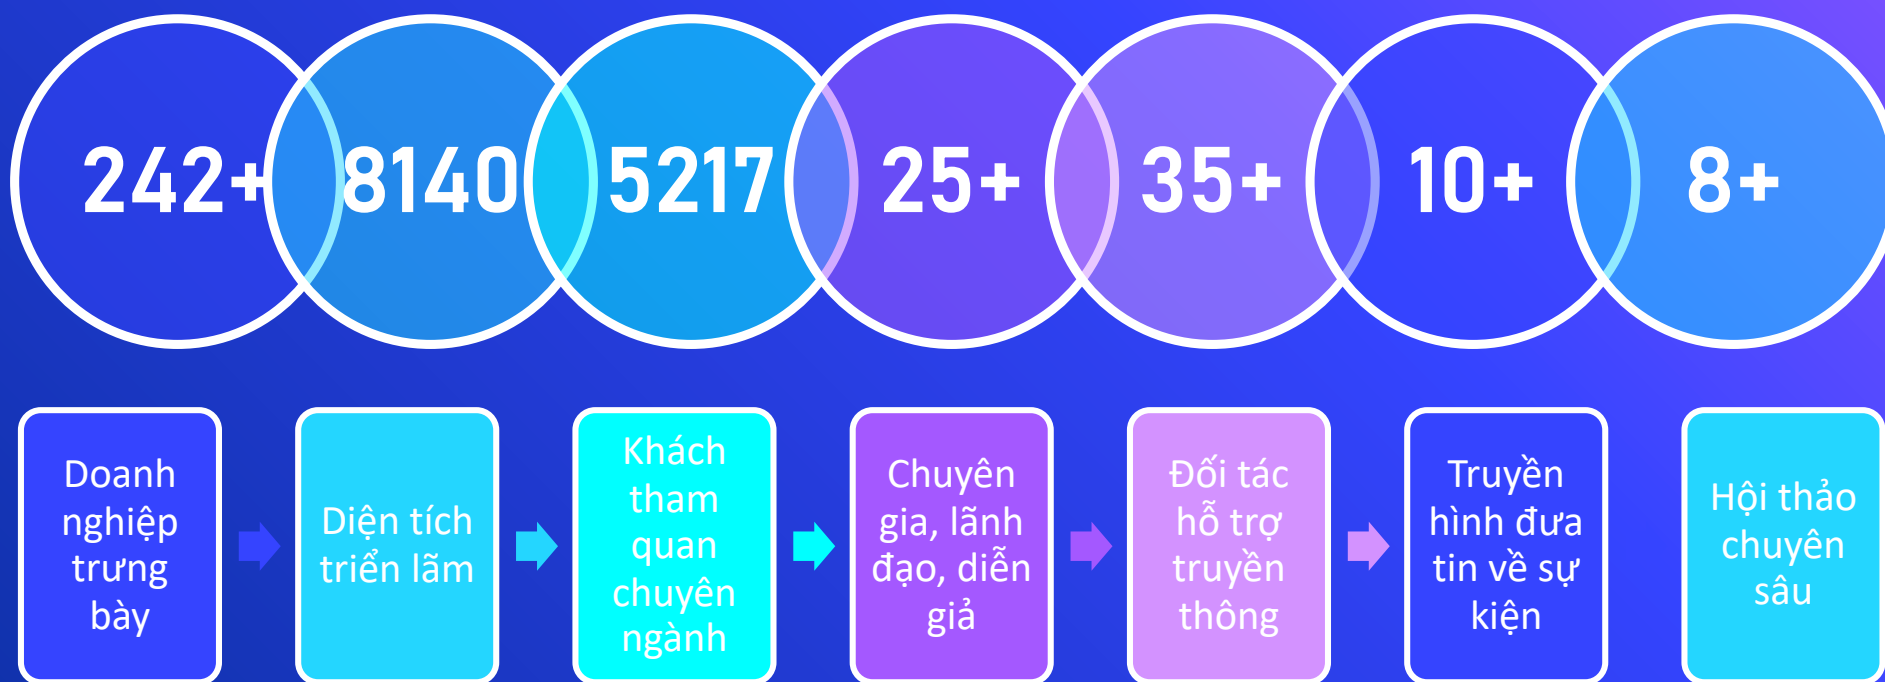 242+
8140
5217
25+
35+
10+
8+
Doanh
nghiệp
trưng
bày
Diện tích
triển lãm
Khách
tham
quan
chuyên
ngành
Chuyên
gia, lãnh
đạo, diễn
giả
Đối tác
hỗ trợ
truyền
thông
Truyền
hình đưa
tin về sự
kiện
Hội thảo
chuyên
sâu